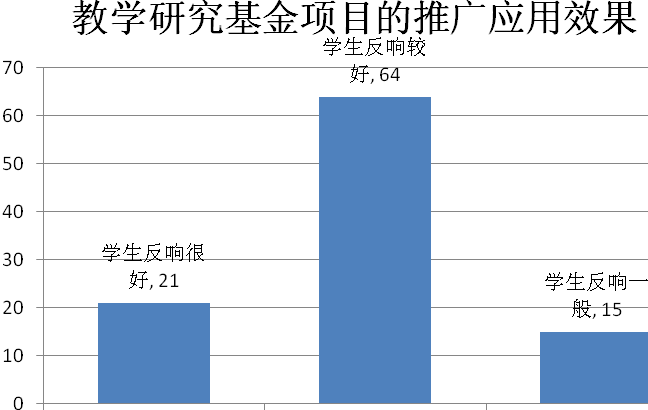 教学研究基金项目的推广应用效果
学生反响较
好, 64
70
60
50
40
30
20
10
0
学生反响很
好, 21
学生反响一
般, 15